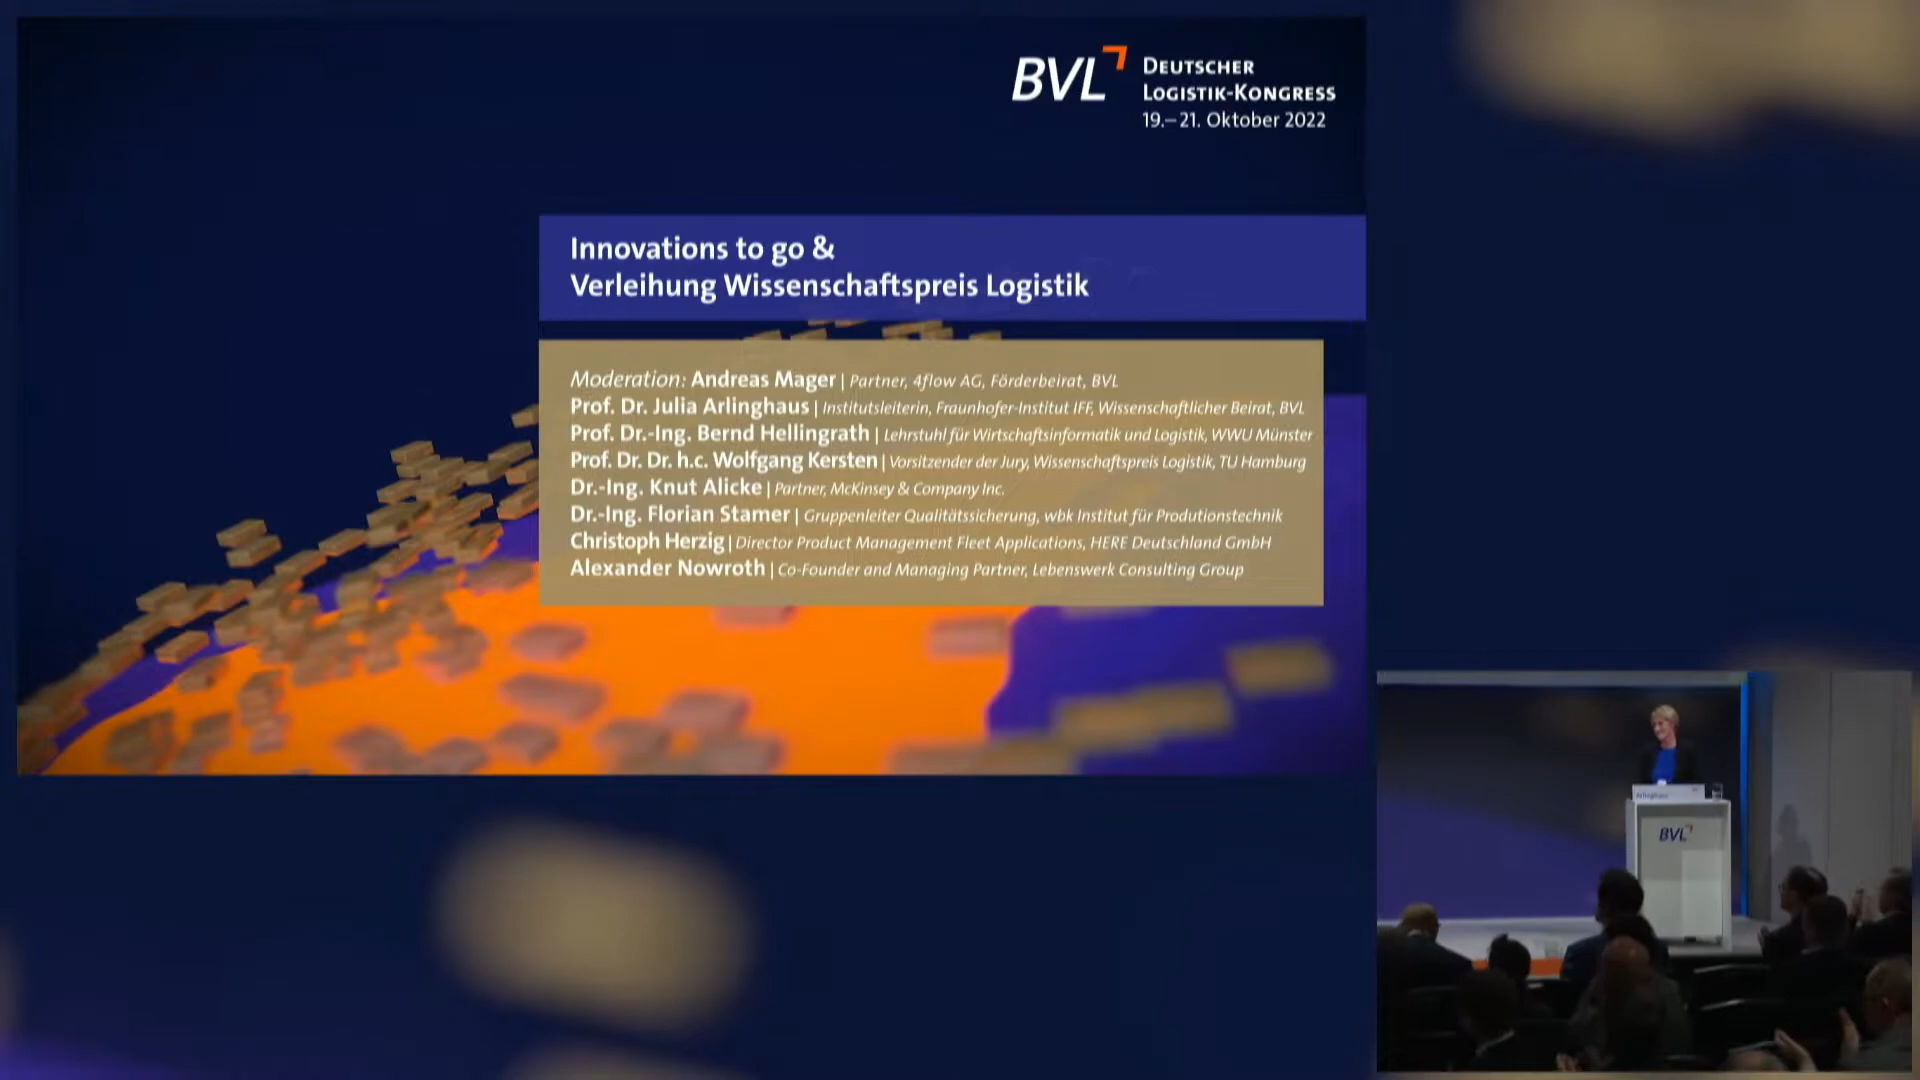 BVL
DEUTSCHER
LOGISTIK-KONGRESS
19.–21. Oktober 2022
Innovations to go &
Verleihung Wissenschaftspreis Logistik
Moderation: Andreas Mager | Partner, 4flow AG, Förderbeirat, BVL
Prof. Dr. Julia Arlinghaus | Institutsleiterin, Fraunhofer-Institut IFF, Wissenschaftlicher Beirat, BVL
Prof. Dr.-Ing. Bernd Hellingrath | Lehrstuhl für Wirtschaftsinformatik und Logistik, WWU Münster
Prof. Dr. Dr. h.c. Wolfgang Kersten | Vorsitzender der Jury, Wissenschaftspreis Logistik, TU Hamburg
Dr.-Ing. Knut Alicke | Partner, McKinsey & Company Inc.
Dr.-Ing. Florian Stamer | Gruppenleiter Qualitätssicherung, wbk Institut für Produtionstechnik
Christoph Herzig | Director Product Management Fleet Applications, HERE Deutschland GmbH
Alexander Nowroth | Co-Founder and Managing Partner, Lebenswerk Consulting Group
Arlinghaus
BVL